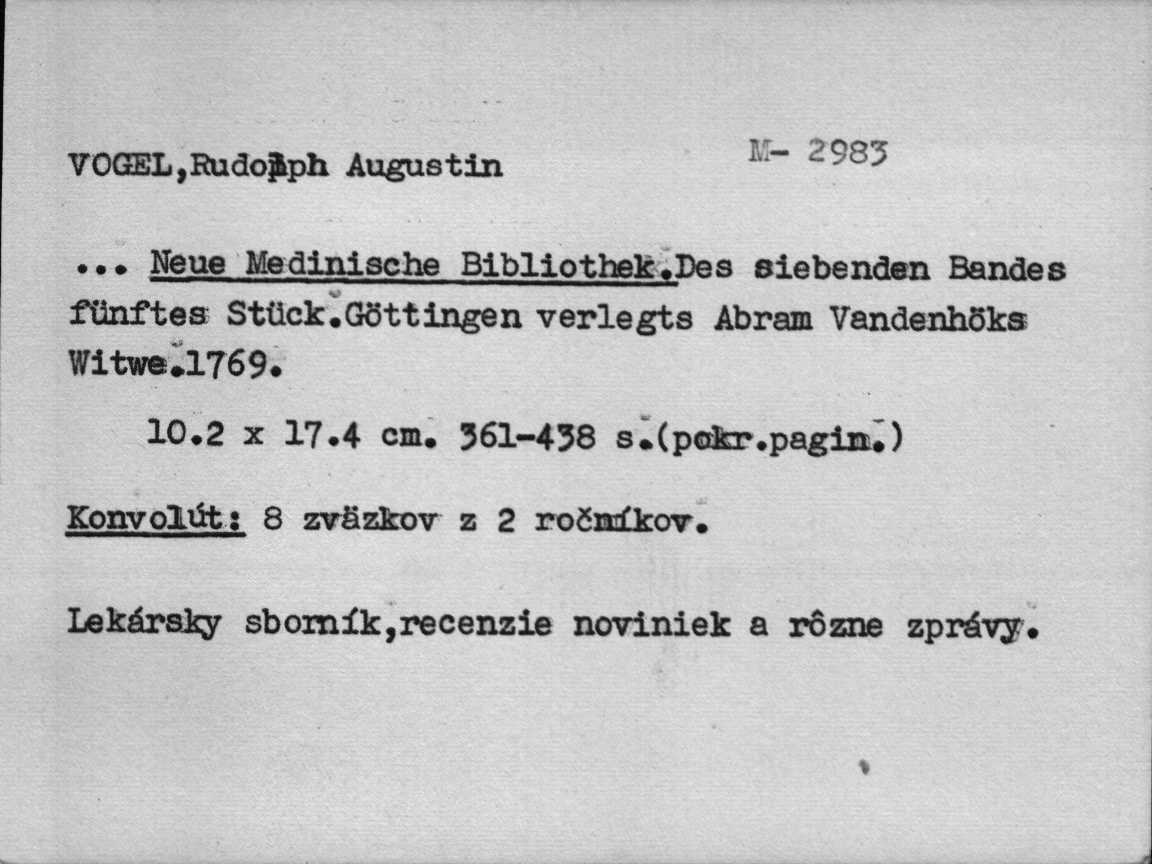 VOGEL,Rudolph Augustin M- 2983
... Neue Medinische Bibliothek.Des siebenden Bandes
fünftes Stück.Göttingen verlegts Abram Vandenhöks
Witwe.1769.
10.2 x 17.4 cm. 361-438 s.(pokr.pagin.)
Konvolút: 8 zväzkov z 2 ročníkov.
Lekársky sborník,recenzie noviniek a rôzne zprávy.